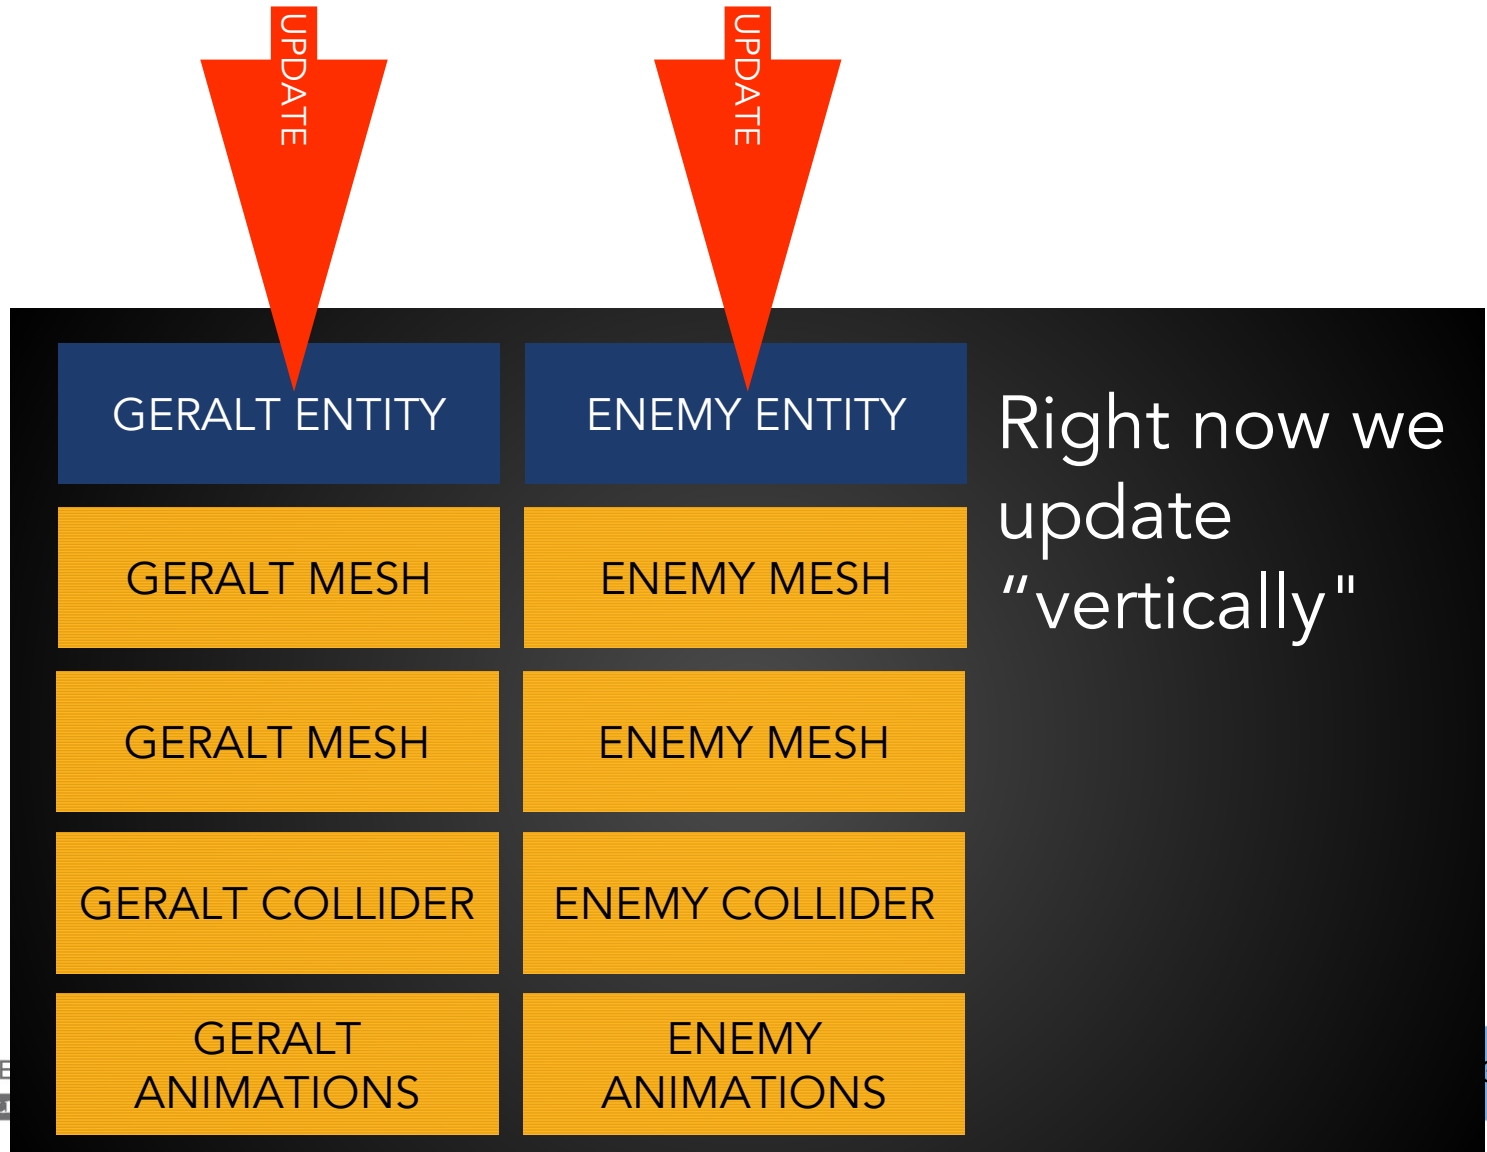 UPDATE
UPDATE
GERALT ENTITY
ENEMY ENTITY
Right now we
update
“vertically"
GERALT MESH
ENEMY MESH
GERALT MESH
ENEMY MESH
GERALT COLLIDER
ENEMY COLLIDER
GERALT
ANIMATIONS
ENEMY
ANIMATIONS